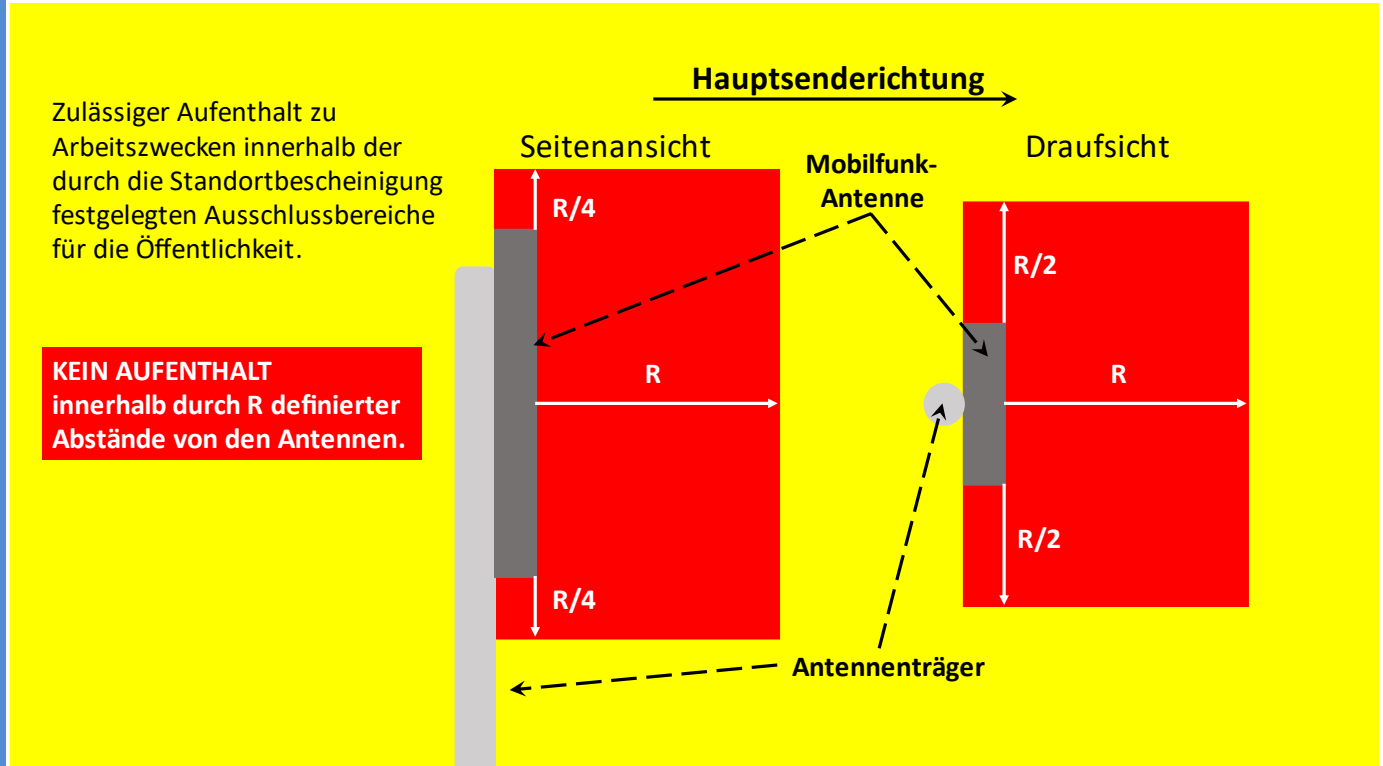 Hauptsenderichtung
Zulässiger Aufenthalt zu
Arbeitszwecken innerhalb der
durch die Standortbescheinigung
festgelegten Ausschlussbereiche
für die Öffentlichkeit.
KEIN AUFENTHALT
innerhalb durch R definierter
Abstände von den Antennen.
Seitenansicht
R/4
R
R/4
Mobilfunk-
Antenne
Draufsicht
R/2
R
R/2
Antennenträger